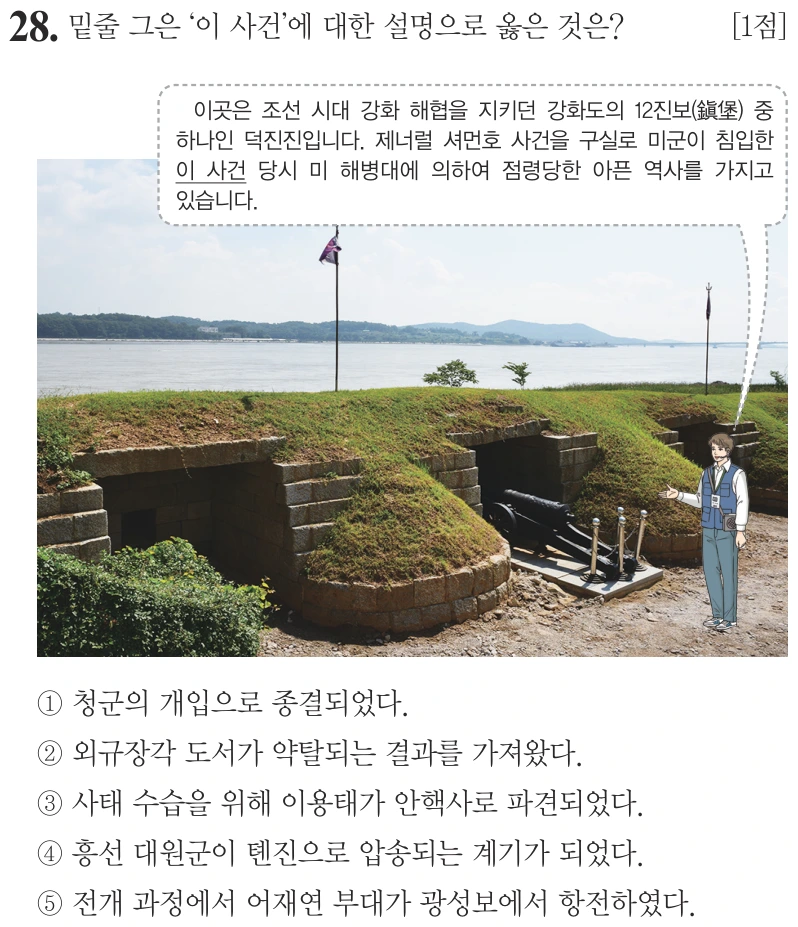 28. 밑줄 그은 ‘이 사건’에 대한 설명으로 옳은 것은? [1점]
이곳은 조선 시대 강화 해협을 지키던 강화도의 12진보(鎭堡) 중
하나인 덕진진입니다. 제너럴 셔먼호 사건을 구실로 미군이 침입한
이 사건 당시 미 해병대에 의하여 점령당한 아픈 역사를 가지고
있습니다.
① 청군의 개입으로 종결되었다.
② 외규장각 도서가 약탈되는 결과를 가져왔다.
③ 사태 수습을 위해 이용태가 안핵사로 파견되었다.
④ 흥선 대원군이 톈진으로 압송되는 계기가 되었다.
⑤ 전개 과정에서 어재연 부대가 광성보에서 항전하였다.